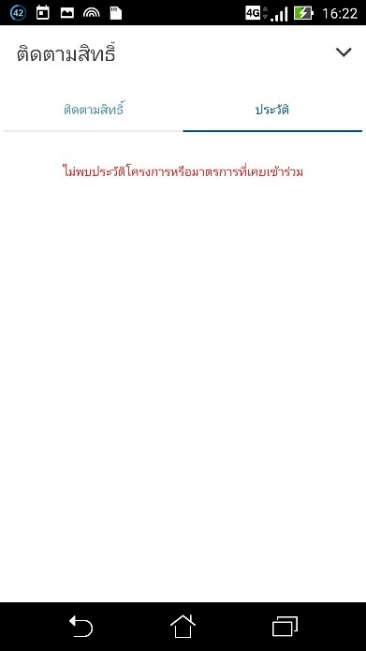 42
4G
16:22
ติดตามสิทธิ์
ติดตามสิทธิ์
ประวัติ
ไม่พบประวัติโครงการหรือมาตรการที่เคยเข้าร่วม